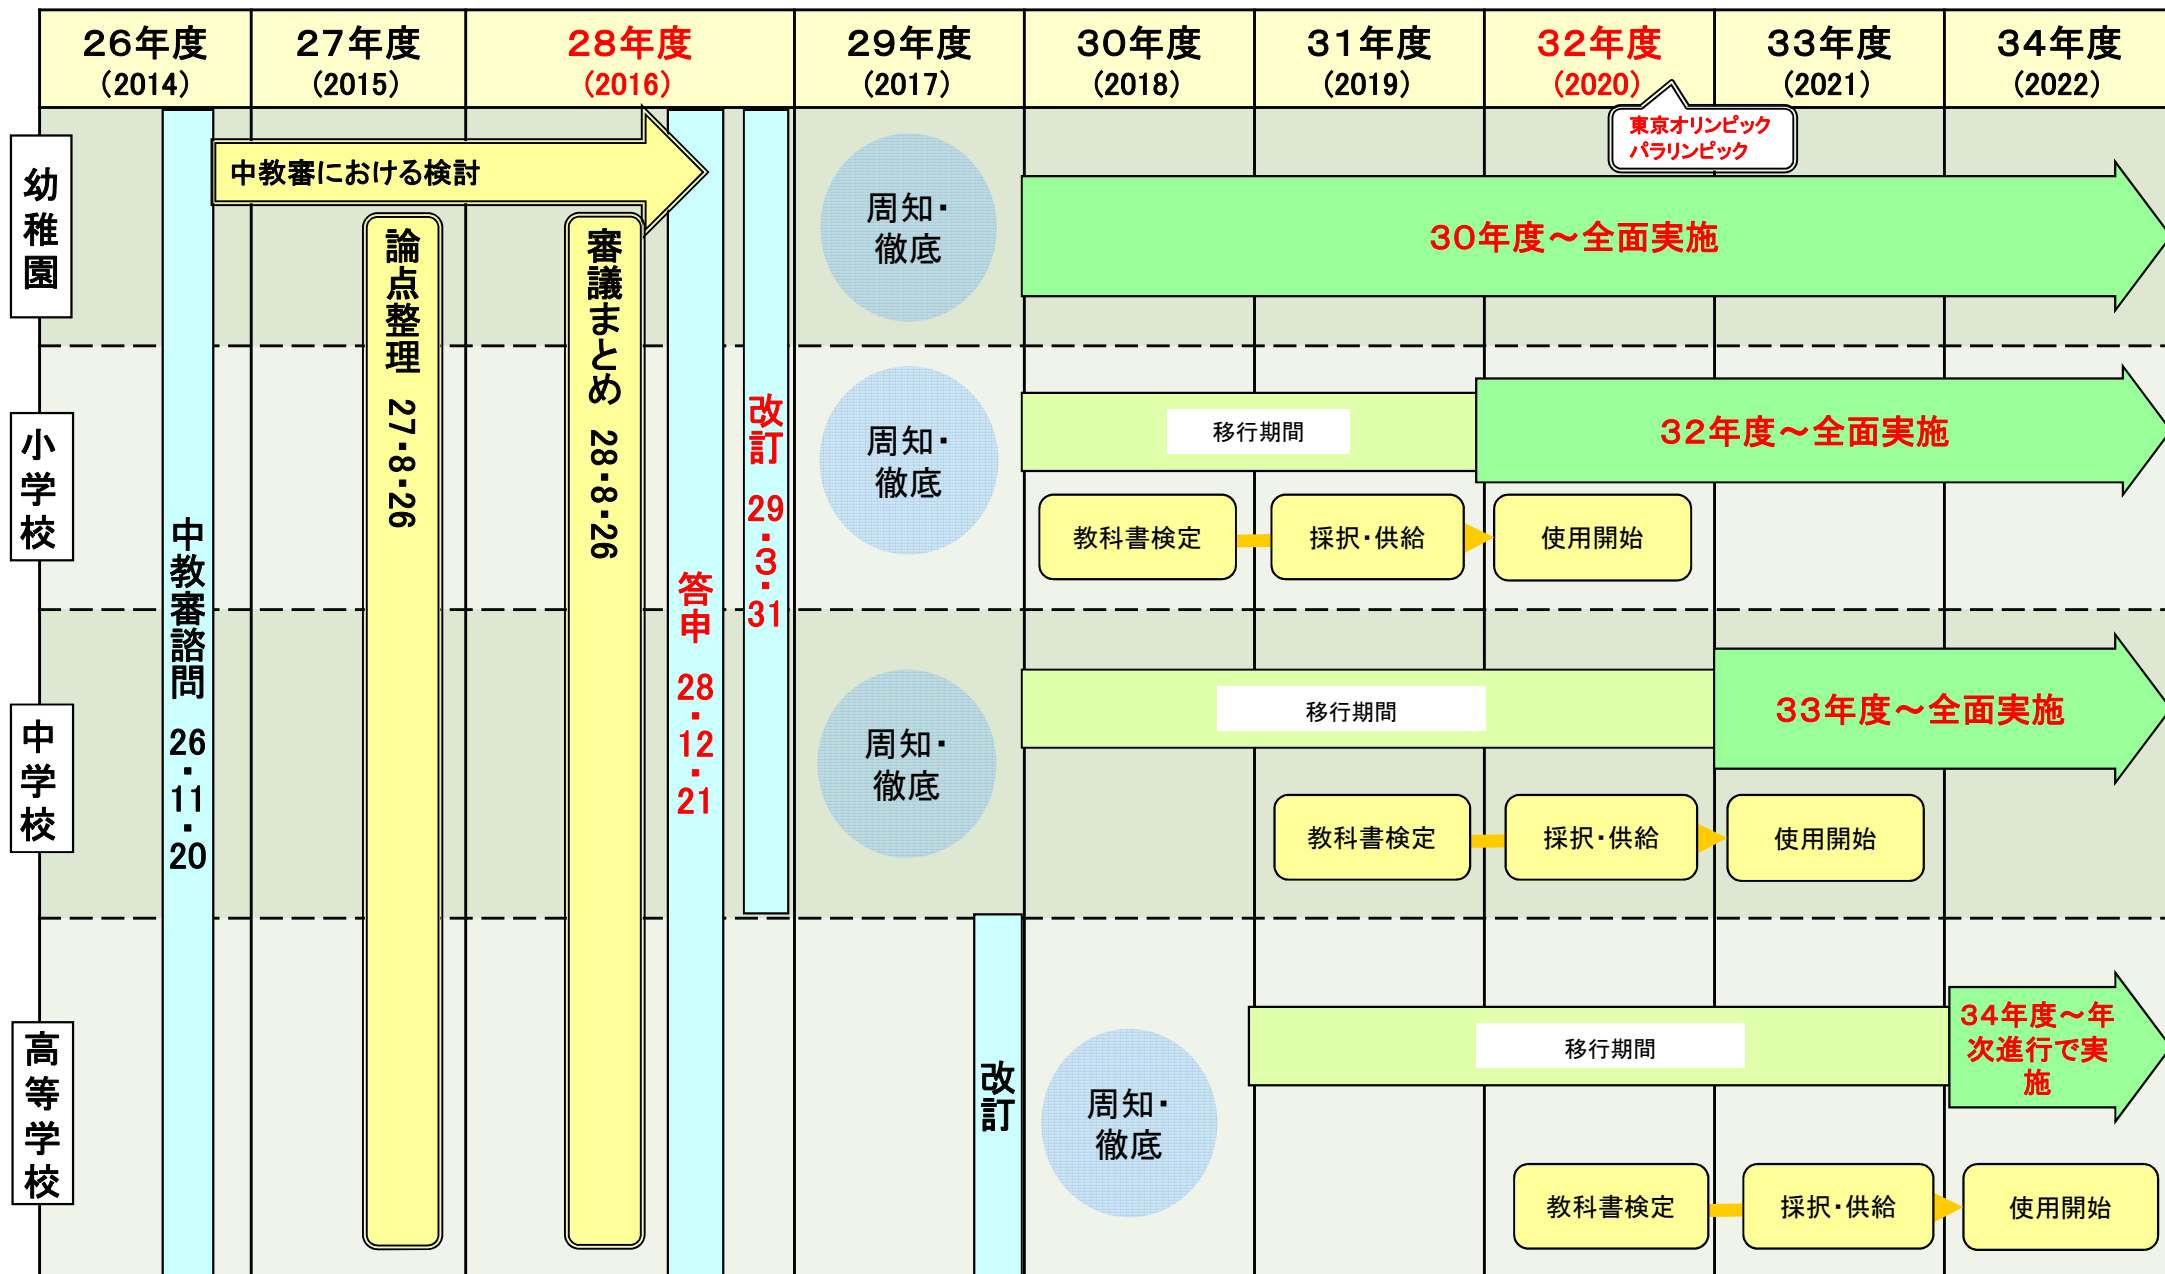 26年度
（2014）
27年度
（2015）
28年度
（2016）
29年度
（2017）
30年度
（2018）
31年度
（2019）
32年度
（2020）
33年度
（2021）
34年度
（2022）
東京オリンピック
パラリンピック
中教審諮問 26・11・20
中教審における検討
論点整理 27・8・26
審議まとめ 28・8・26
答申 28・12・21
改訂 29・3・31
幼稚園
周知・
徹底
30年度～全面実施
小学校
周知・
徹底
移行期間
32年度～全面実施
教科書検定
採択・供給
使用開始
中学校
周知・
徹底
移行期間
33年度～全面実施
教科書検定
採択・供給
使用開始
高等学校
改訂
周知・
徹底
移行期間
34年度～年
次進行で実
施
教科書検定
採択・供給
使用開始